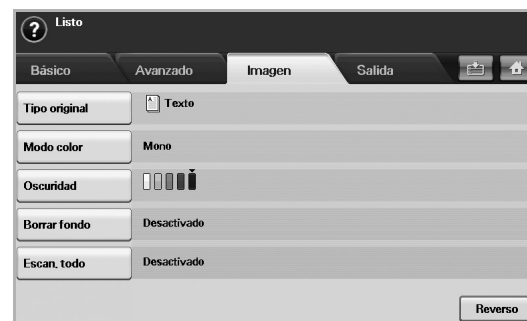 Listo
Básico Avanzado Imagen Salida
Tipo original Texto
Modo color Mono
Oscuridad
Borrar fondo Desactivado
Escan. todo Desactivado
Reverso